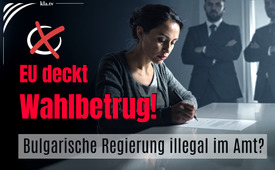 kla.tv
EU deckt
Wahlbetrug!
Bulgarische Regierung illegal im Amt?